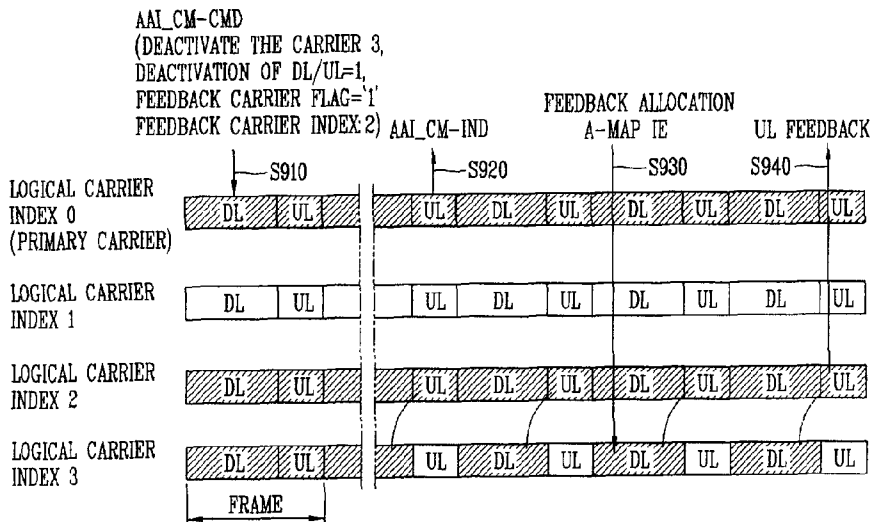 AAI_CM-CMD
(DEACTIVATE THE CARRIER 3,
DEACTIVATION OF DL/UL=1,
FEEDBACK CARRIER FLAG='1'
FEEDBACK CARRIER INDEX:2)
AAI_CM-IND
FEEDBACK ALLOCATION
A-MAP IE
UL FEEDBACK
S910
S920
S930
S940
LOGICAL CARRIER
INDEX 0
(PRIMARY CARRIER)
DL UL UL DL UL DL UL DL UL
LOGICAL CARRIER
INDEX 1
DL UL UL DL UL DL UL DL UL
LOGICAL CARRIER
INDEX 2
DL UL UL DL UL DL UL DL UL
LOGICAL CARRIER
INDEX 3
DL UL UL DL UL DL UL DL UL
FRAME